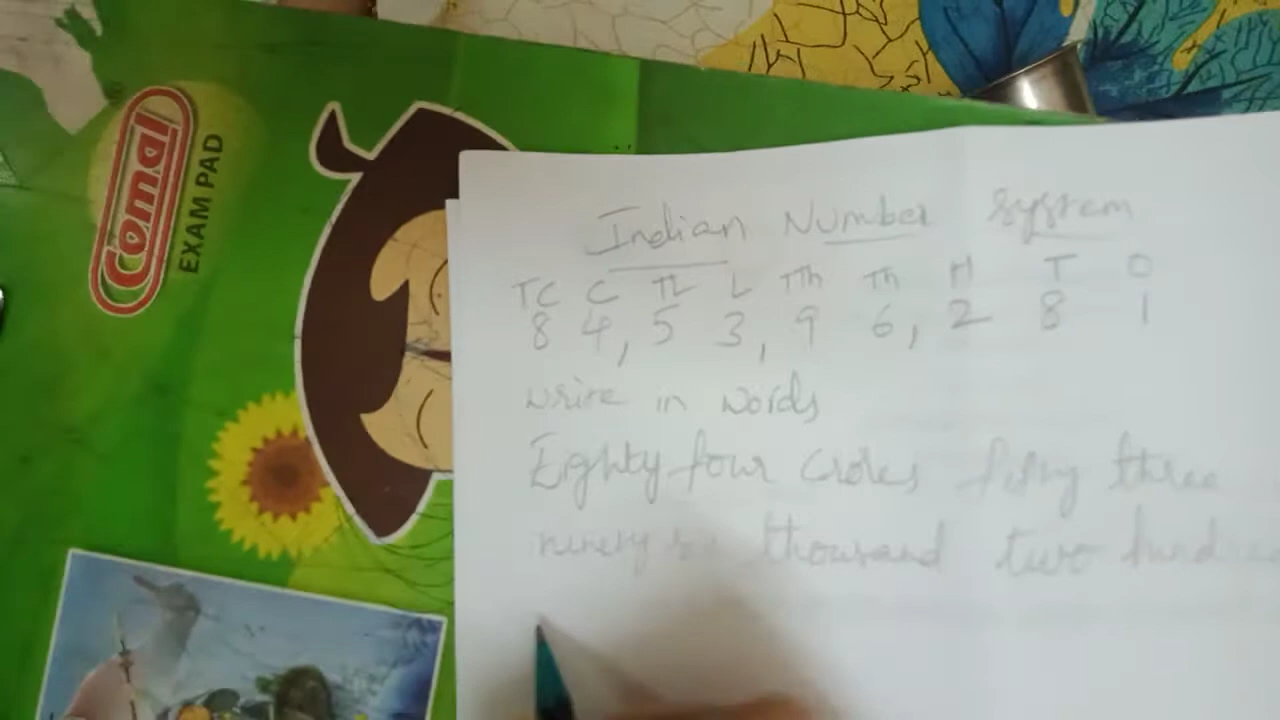 Comal
EXAM PAD
Indian Number System
TC C TL L TTh Th H T O
8 4, 5 3, 9 6, 2 8 1
write in words
Eighty four crores fifty three
ninety six thousand two hundred